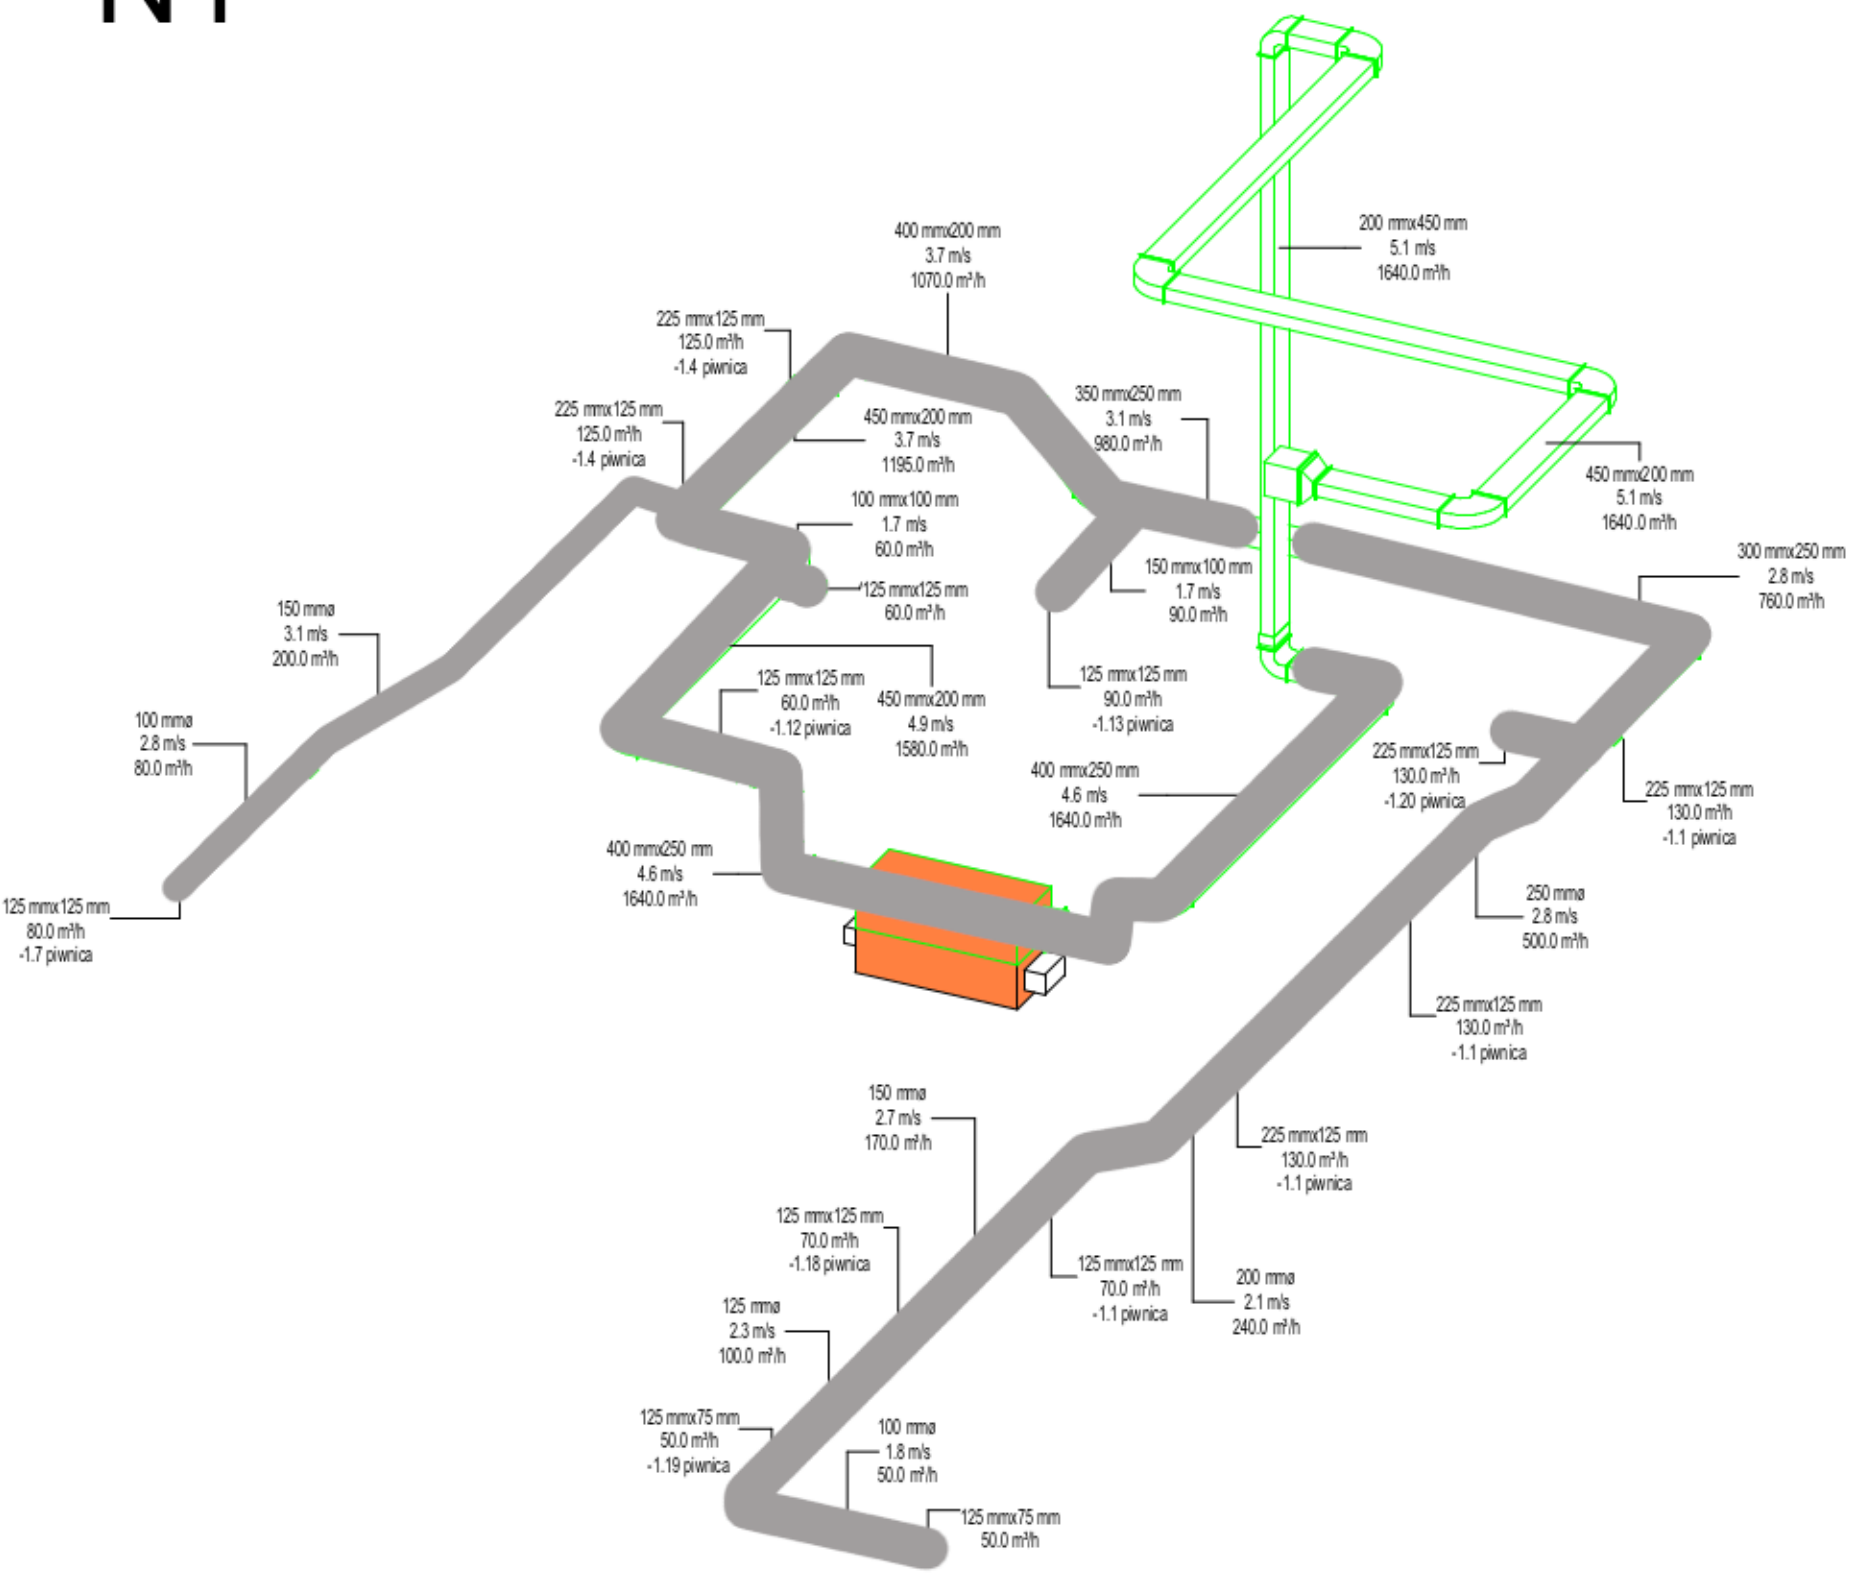 N1
200 mmx450 mm
5.1 m/s
1640.0 m³/h
400 mmx200 mm
3.7 m/s
1070.0 m³/h
225 mmx125 mm
125.0 m³/h
-1.4 piwnica
225 mmx125 mm
125.0 m³/h
-1.4 piwnica
450 mmx200 mm
3.7 m/s
1195.0 m³/h
350 mmx250 mm
3.1 m/s
980.0 m³/h
450 mmx200 mm
5.1 m/s
1640.0 m³/h
100 mmx100 mm
1.7 m/s
60.0 m³/h
125 mmx125 mm
60.0 m³/h
150 mmx100 mm
1.7 m/s
90.0 m³/h
300 mmx250 mm
2.8 m/s
760.0 m³/h
150 mmø
3.1 m/s
200.0 m³/h
125 mmx125 mm
60.0 m³/h
-1.12 piwnica
450 mmx200 mm
4.9 m/s
1580.0 m³/h
125 mmx125 mm
90.0 m³/h
-1.13 piwnica
100 mmø
2.8 m/s
80.0 m³/h
400 mmx250 mm
4.6 m/s
1640.0 m³/h
225 mmx125 mm
130.0 m³/h
-1.20 piwnica
225 mmx125 mm
130.0 m³/h
-1.1 piwnica
400 mmx250 mm
4.6 m/s
1640.0 m³/h
125 mmx125 mm
80.0 m³/h
-1.7 piwnica
250 mmø
2.8 m/s
500.0 m³/h
225 mmx125 mm
130.0 m³/h
-1.1 piwnica
150 mmø
2.7 m/s
170.0 m³/h
225 mmx125 mm
130.0 m³/h
-1.1 piwnica
125 mmx125 mm
70.0 m³/h
-1.18 piwnica
125 mmx125 mm
70.0 m³/h
-1.1 piwnica
200 mmø
2.1 m/s
240.0 m³/h
125 mmø
2.3 m/s
100.0 m³/h
125 mmx75 mm
50.0 m³/h
-1.19 piwnica
100 mmø
1.8 m/s
50.0 m³/h
125 mmx75 mm
50.0 m³/h